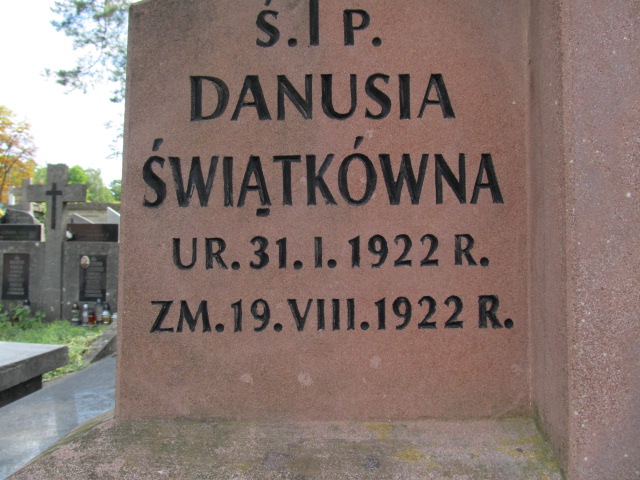 Ś. † P.
DANUSIA
ŚWIĄTKÓWNA
UR. 31. I. 1922 R.
ZM. 19. VIII. 1922 R.